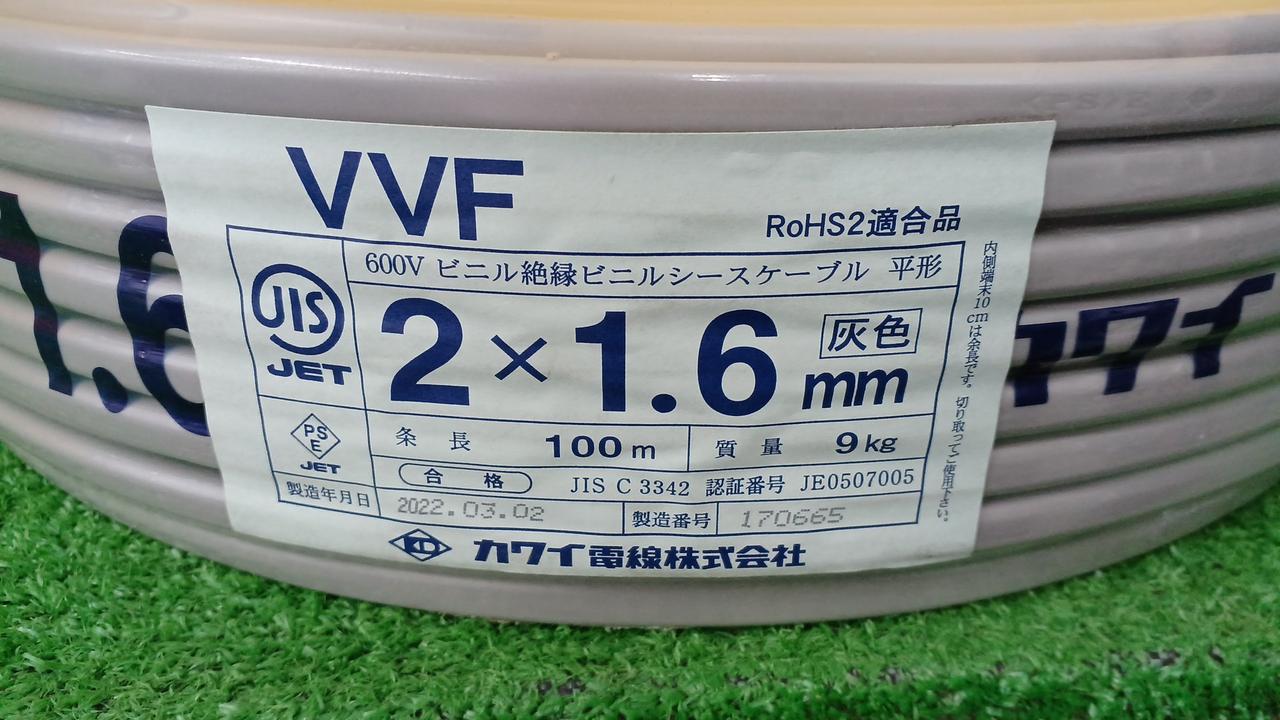 VVF
RoHS2適合品
600V ビニル絶縁ビニルシースケーブル 平形
JIS
JET
2×1.6mm
灰色
PS
E
JET
条長 100m
質量 9kg
合格 JIS C 3342 認証番号 JE0507005
製造年月日 2022.03.02
製造番号 170665
KD カワイ電線株式会社
内側端末10cmは余長です。切り取ってご使用下さい。
1.6
カワイ